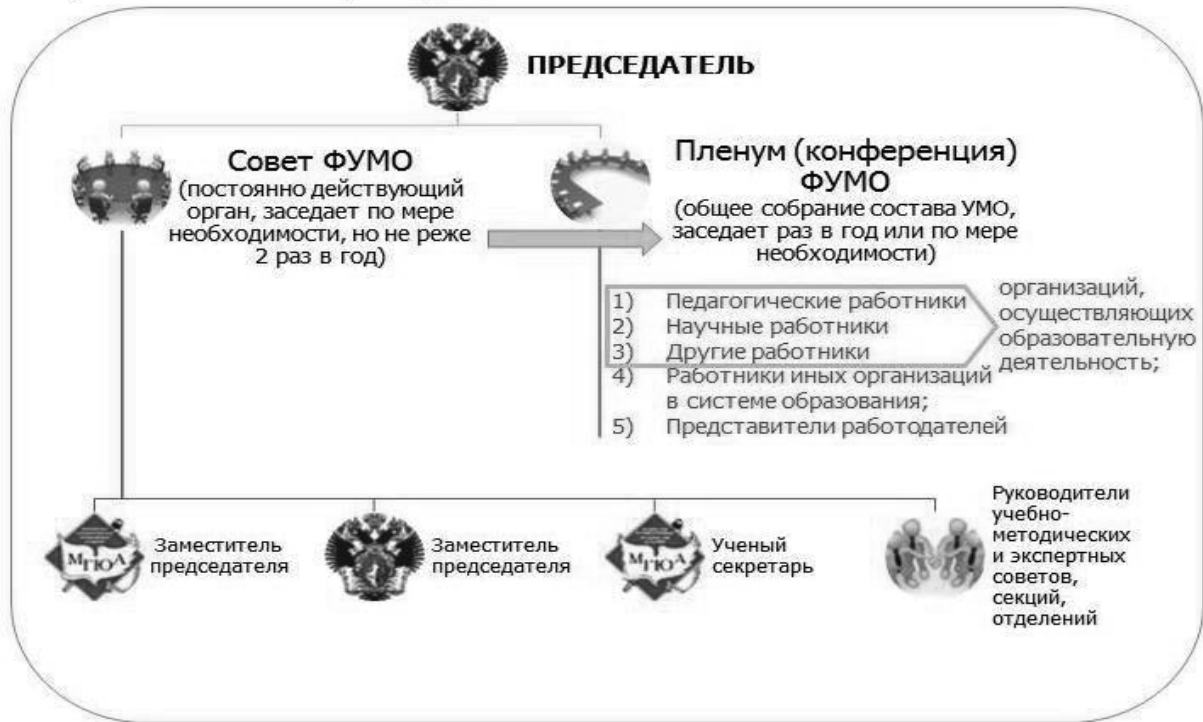 ПРЕДСЕДАТЕЛЬ
Совет ФУМО
(постоянно действующий
орган, заседает по мере
необходимости, но не реже
2 раз в год)
Пленум (конференция)
ФУМО
(общее собрание состава УМО,
заседает раз в год или по мере
необходимости)
1) Педагогические работники
2) Научные работники
3) Другие работники
организаций,
осуществляющих
образовательную
деятельность;
4) Работники иных организаций
в системе образования;
5) Представители работодателей
МГЮА
Заместитель
председателя
Заместитель
председателя
МГЮА
Ученый
секретарь
Руководители
учебно-
методических
и экспертных
советов,
секций,
отделений